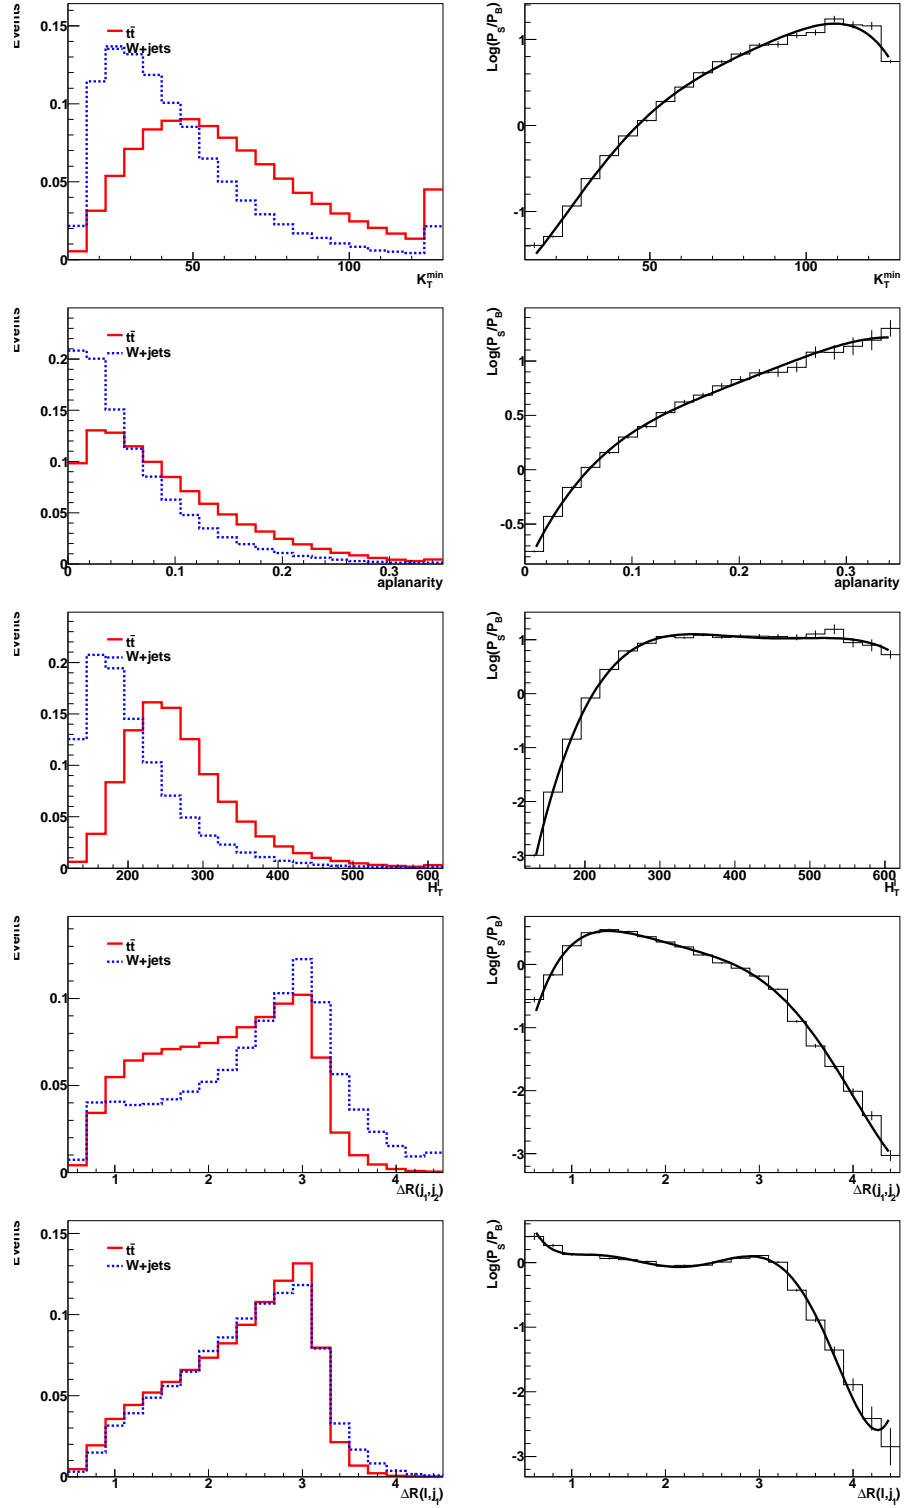 Events
tt̄
W+jets
0.15
0.1
0.05
0
50
100
K_T^min
Log(P_S/P_B)
1
0
-1
50
100
K_T^min
Events
tt̄
W+jets
0.2
0.15
0.1
0.05
0
0
0.1
0.2
0.3
aplanarity
Log(P_S/P_B)
1
0.5
0
-0.5
0
0.1
0.2
0.3
aplanarity
Events
tt̄
W+jets
0.2
0.15
0.1
0.05
0
200
300
400
500
600
H_T
Log(P_S/P_B)
1
0
-1
-2
-3
200
300
400
500
600
H_T
Events
tt̄
W+jets
0.1
0.05
0
1
2
3
4
ΔR(j_1,j_2)
Log(P_S/P_B)
0
-1
-2
-3
1
2
3
4
ΔR(j_1,j_2)
Events
tt̄
W+jets
0.15
0.1
0.05
0
1
2
3
4
ΔR(l,j_1)
Log(P_S/P_B)
0
-1
-2
-3
1
2
3
4
ΔR(l,j_1)